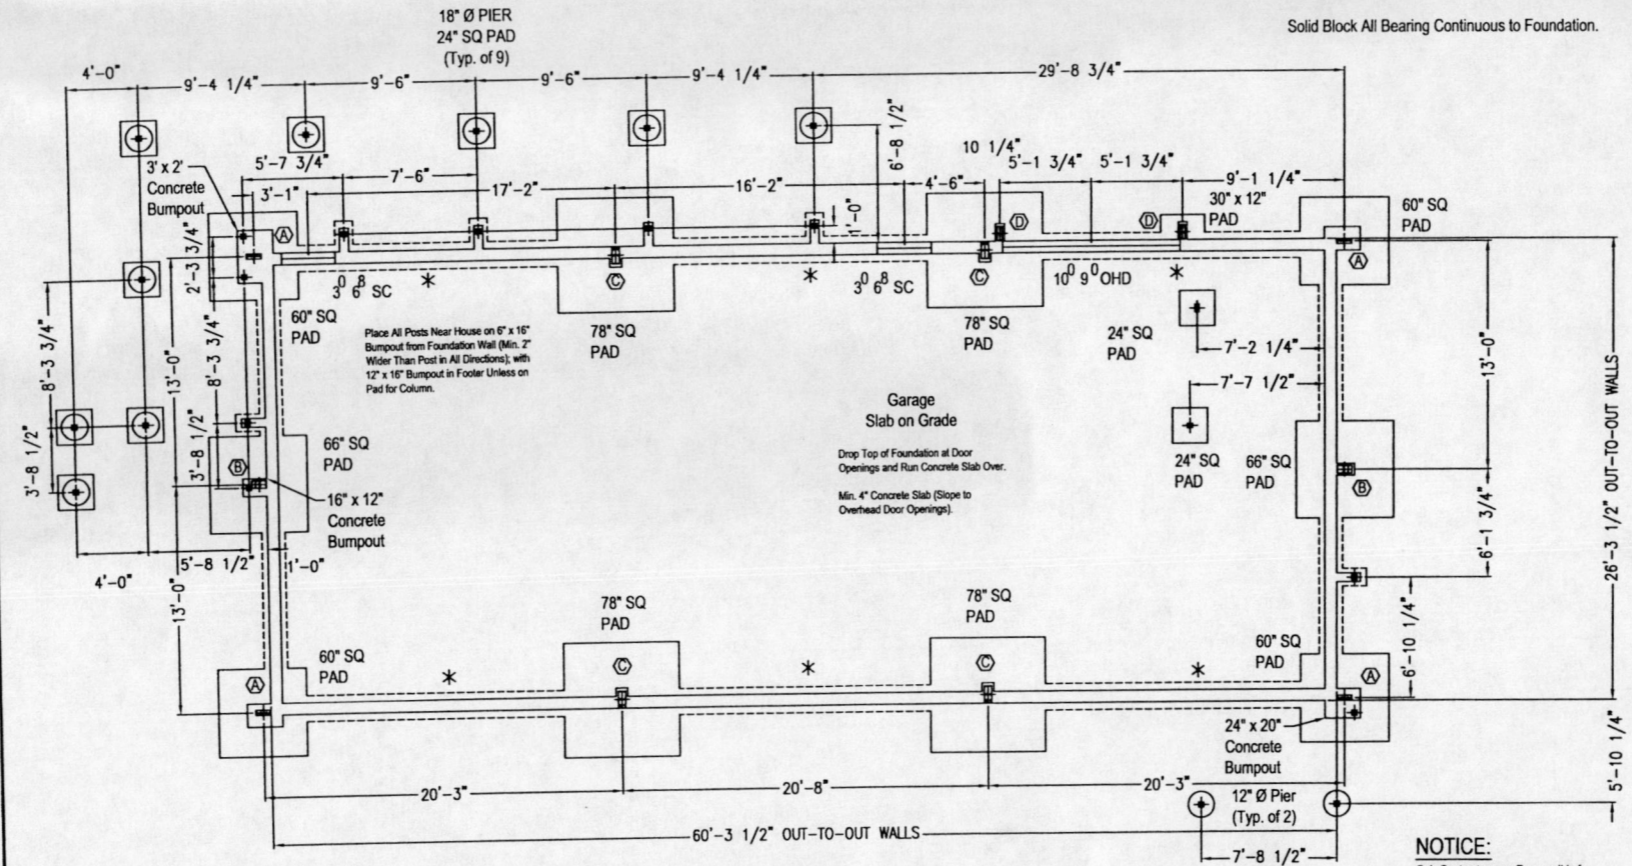 18" Ø PIER
24" SQ PAD
(Typ. of 9)
Solid Block All Bearing Continuous to Foundation.
4'-0"
9'-4 1/4"
9'-6"
9'-6"
9'-4 1/4"
29'-8 3/4"
3' x 2'
Concrete
Bumpout
5'-7 3/4"
7'-6"
3'-1"
17'-2"
16'-2"
6'-8 1/2"
1'-0"
4'-6"
10 1/4"
5'-1 3/4"
5'-1 3/4"
9'-1 1/4"
30" x 12"
PAD
60" SQ
PAD
A
D
D
A
C
C
2'-3 3/4"
3⁰ 6⁸ SC
3⁰ 6⁸ SC
10⁰ 9⁰ OHD
60" SQ
PAD
78" SQ
PAD
78" SQ
PAD
24" SQ
PAD
Place All Posts Near House on 6" x 16"
Bumpout from Foundation Wall (Min. 2"
Wider Than Post in All Directions); with
12" x 16" Bumpout in Footer Unless on
Pad for Column.
7'-2 1/4"
7'-7 1/2"
8'-3 3/4"
13'-0"
8'-3 3/4"
13'-0"
26'-3 1/2" OUT-TO-OUT WALLS
Garage
Slab on Grade
Drop Top of Foundation at Door
Openings and Run Concrete Slab Over.
Min. 4" Concrete Slab (Slope to
Overhead Door Openings).
3'-8 1/2"
3'-8 1/2"
66" SQ
PAD
B
16" x 12"
Concrete
Bumpout
24" SQ
PAD
66" SQ
PAD
B
6'-1 3/4"
4'-0"
5'-8 1/2"
1'-0"
13'-0"
6'-10 1/4"
78" SQ
PAD
78" SQ
PAD
60" SQ
PAD
60" SQ
PAD
A
C
C
A
24" x 20"
Concrete
Bumpout
5'-10 1/4"
20'-3"
20'-8"
20'-3"
12" Ø Pier
(Typ. of 2)
60'-3 1/2" OUT-TO-OUT WALLS
7'-8 1/2"
NOTICE: